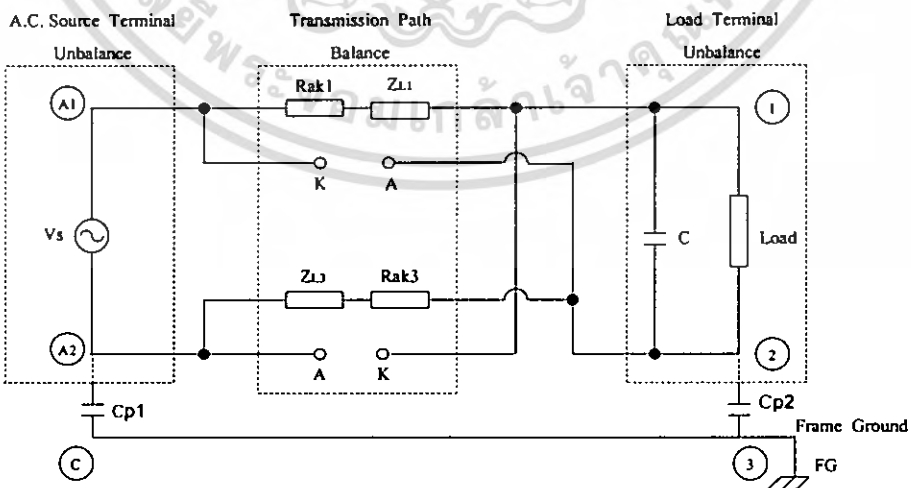 A.C. Source Terminal
Transmission Path
Load Terminal
Unbalance
Balance
Unbalance
A1
Rak1
ZL1
1
K
A
Vs
C
Load
ZL3
Rak3
A2
A
K
2
Cp1
Cp2
Frame Ground
C
3
FG